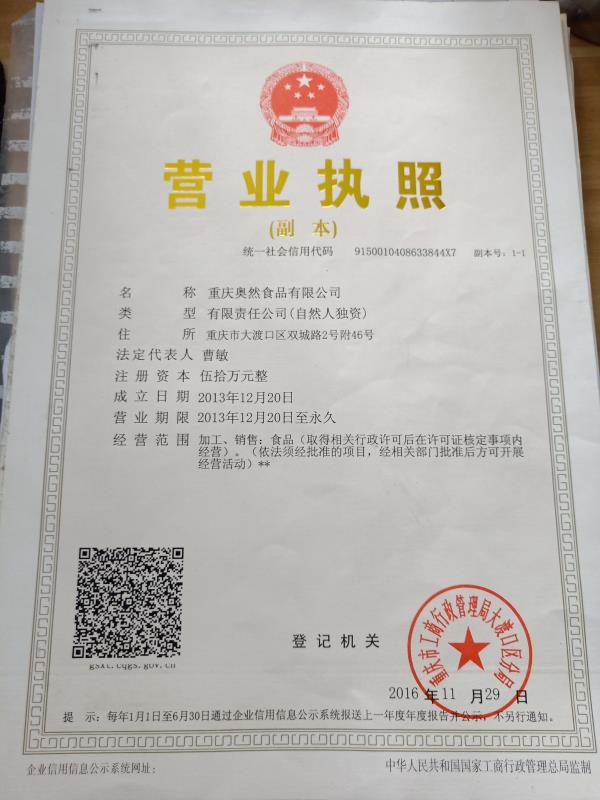 营业执照
(副 本)
统一社会信用代码 9150010408633844X7 副本号: 1-1
名 称 重庆奥然食品有限公司
类 型 有限责任公司(自然人独资)
住 所 重庆市大渡口区双城路2号附46号
法定代表人 曹敏
注册资本 伍拾万元整
成立日期 2013年12月20日
营业期限 2013年12月20日至永久
经营范围 加工、销售: 食品 (取得相关行政许可后在许可证核定事项内
经营) 。 (依法须经批准的项目, 经相关部门批准后方可开展
经营活动) **
gsxt.cqgs.gov.cn
登记机关
重庆市工商行政管理局大渡口区分局
2016 年 11 月 29 日
提 示: 每年1月1日至6月30日通过企业信用信息公示系统报送上一年度年度报告并公示, 不另行通知。
企业信用信息公示系统网址:
中华人民共和国国家工商行政管理总局监制